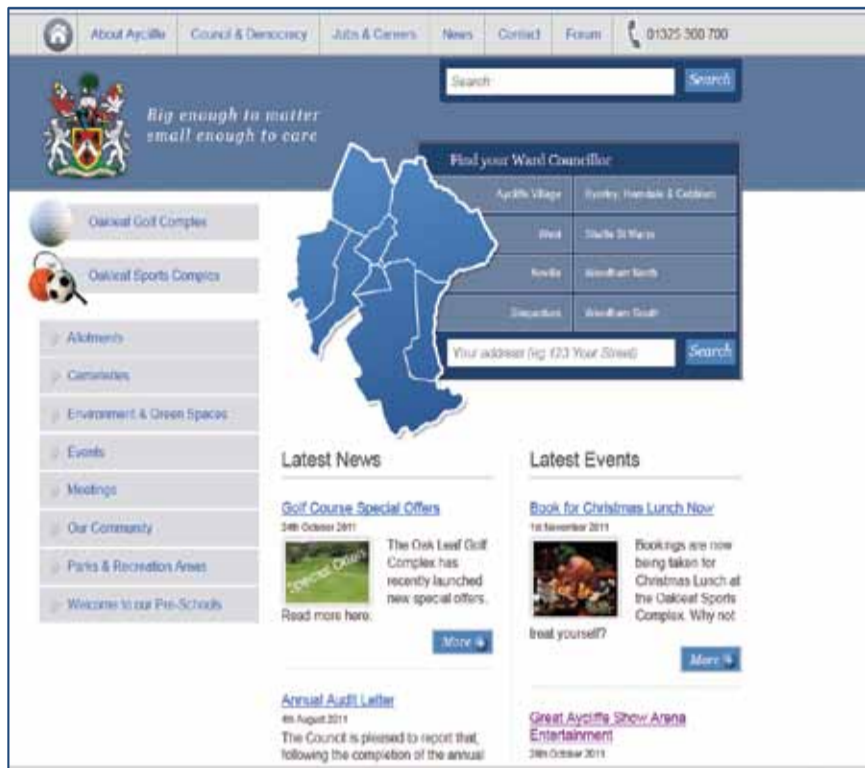 About Aycliffe
Council & Democracy
Jobs & Careers
News
Contact
Forum
01325 300 700
Search
Search
Big enough to matter
small enough to care
Find your Ward Councillor
Aycliffe Village
West
Shafto St Marys
Neville
Woodham North
Simpasture
Woodham South
Your address (eg 123 Your Street)
Search
Oakleaf Golf Complex
Oakleaf Sports Complex
Allotments
Cemeteries
Environment & Green Spaces
Events
Meetings
Our Community
Parks & Recreation Areas
Welcome to our Pre-Schools
Latest News
Golf Course Special Offers
24th October 2011
Special Offers
The Oak Leaf Golf
Complex has
recently launched
new special offers.
Read more here.
More
Annual Audit Letter
4th August 2011
The Council is pleased to report that,
following the completion of the annual
Latest Events
Book for Christmas Lunch Now
1st November 2011
Bookings are now
being taken for
Christmas Lunch at
the Oakleaf Sports
Complex. Why not
treat yourself?
More
Great Aycliffe Show Arena
Entertainment
October 2011